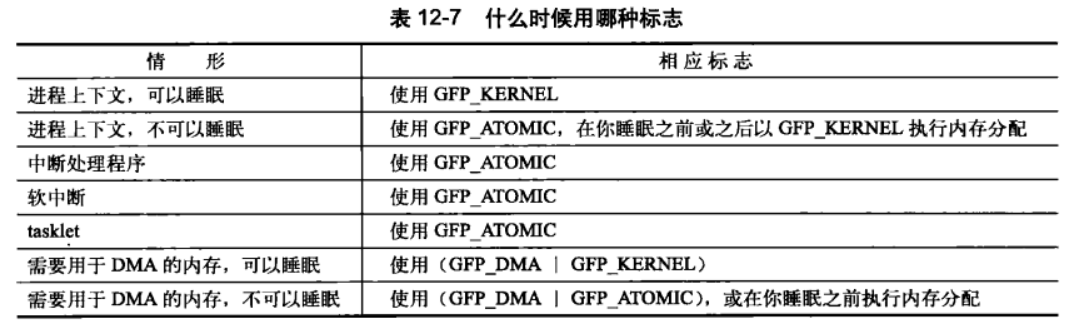 表 12-7 什么时候用哪种标志
情 形 相应标志
进程上下文，可以睡眠 使用 GFP_KERNEL
进程上下文，不可以睡眠 使用 GFP_ATOMIC，在你睡眠之前或之后以 GFP_KERNEL 执行内存分配
中断处理程序 使用 GFP_ATOMIC
软中断 使用 GFP_ATOMIC
tasklet 使用 GFP_ATOMIC
需要用于 DMA 的内存，可以睡眠 使用（GFP_DMA | GFP_KERNEL）
需要用于 DMA 的内存，不可以睡眠 使用（GFP_DMA | GFP_ATOMIC），或在你睡眠之前执行内存分配